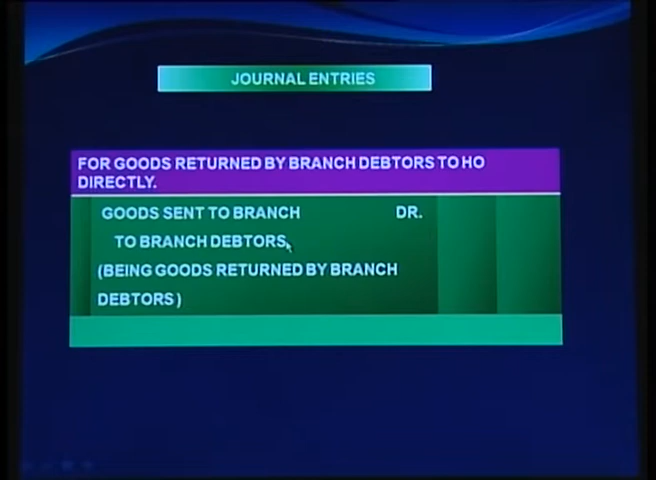 JOURNAL ENTRIES
FOR GOODS RETURNED BY BRANCH DEBTORS TO HO
DIRECTLY.
GOODS SENT TO BRANCH DR.
TO BRANCH DEBTORS
(BEING GOODS RETURNED BY BRANCH
DEBTORS)